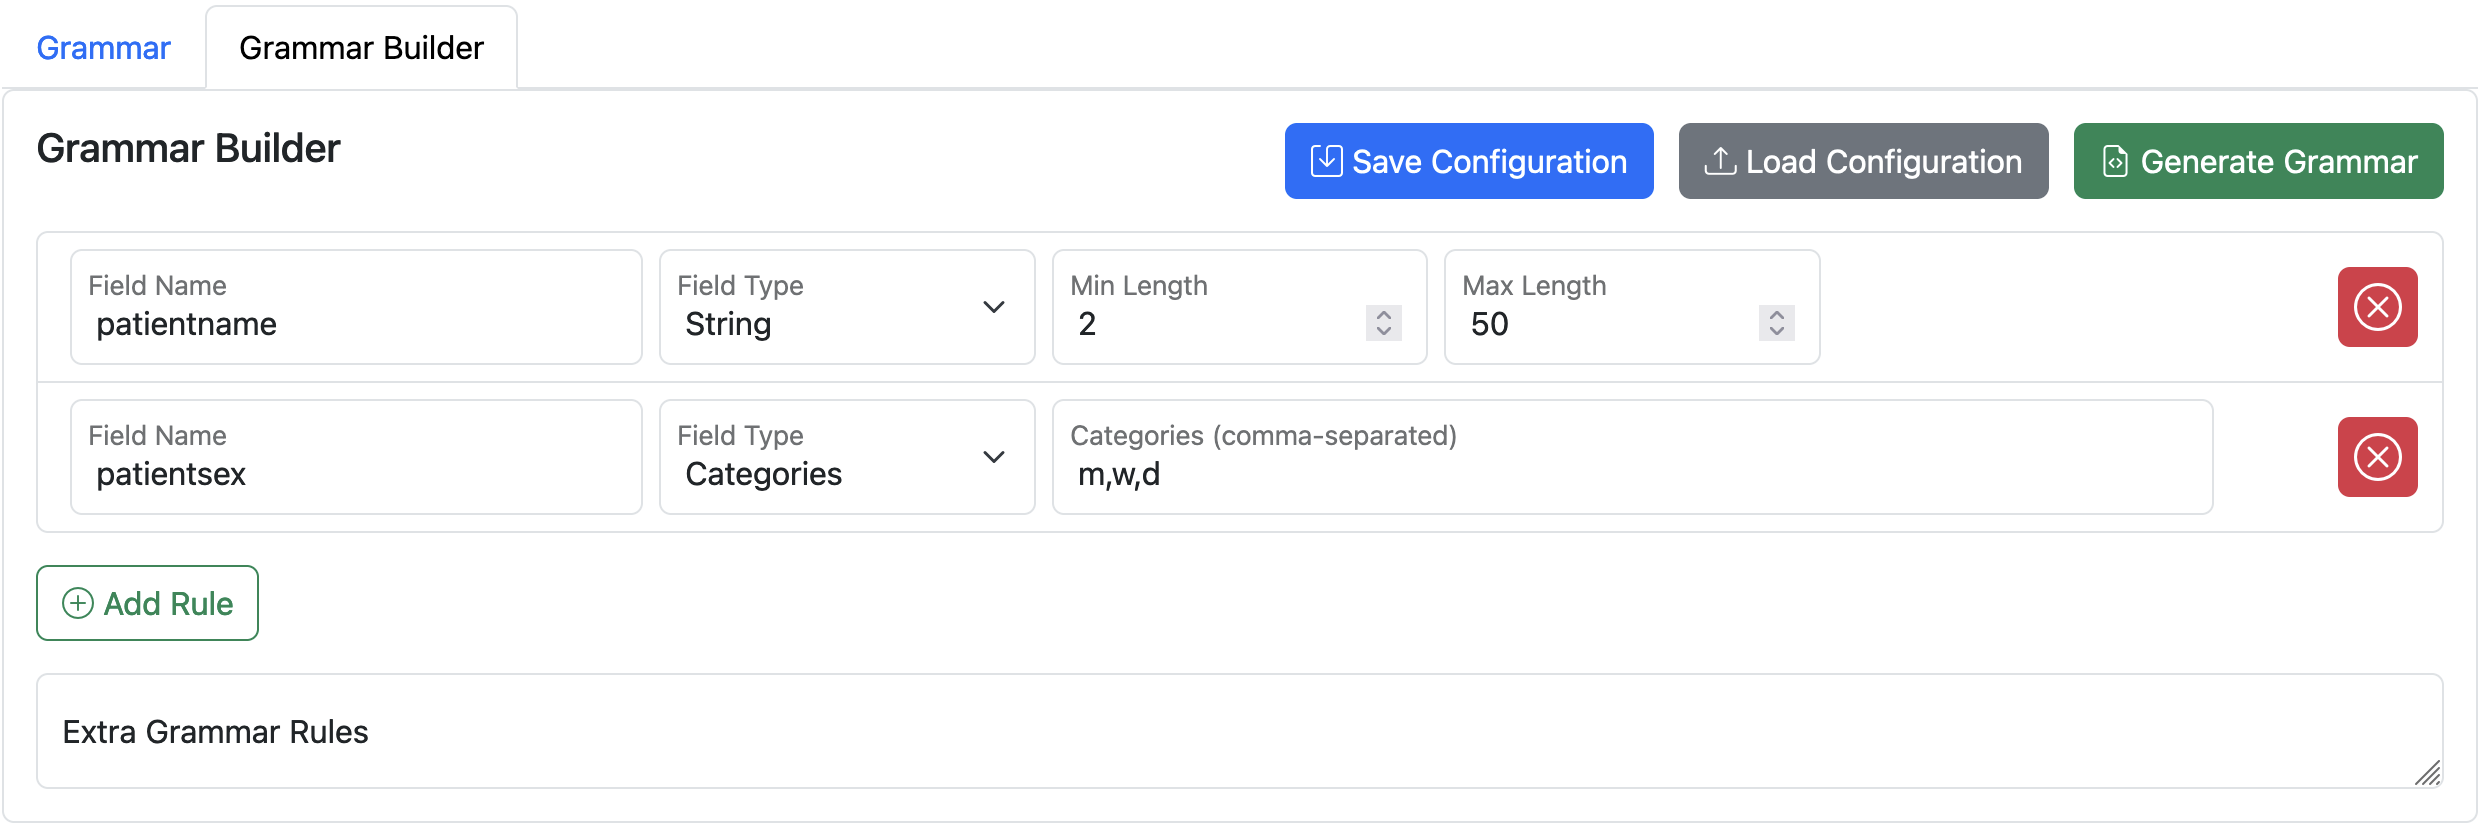 Grammar
Grammar Builder
Grammar Builder
Save Configuration
Load Configuration
Generate Grammar
Field Name
patientname
Field Type
String
Min Length
2
Max Length
50
Field Name
patientsex
Field Type
Categories
Categories (comma-separated)
m,w,d
Add Rule
Extra Grammar Rules